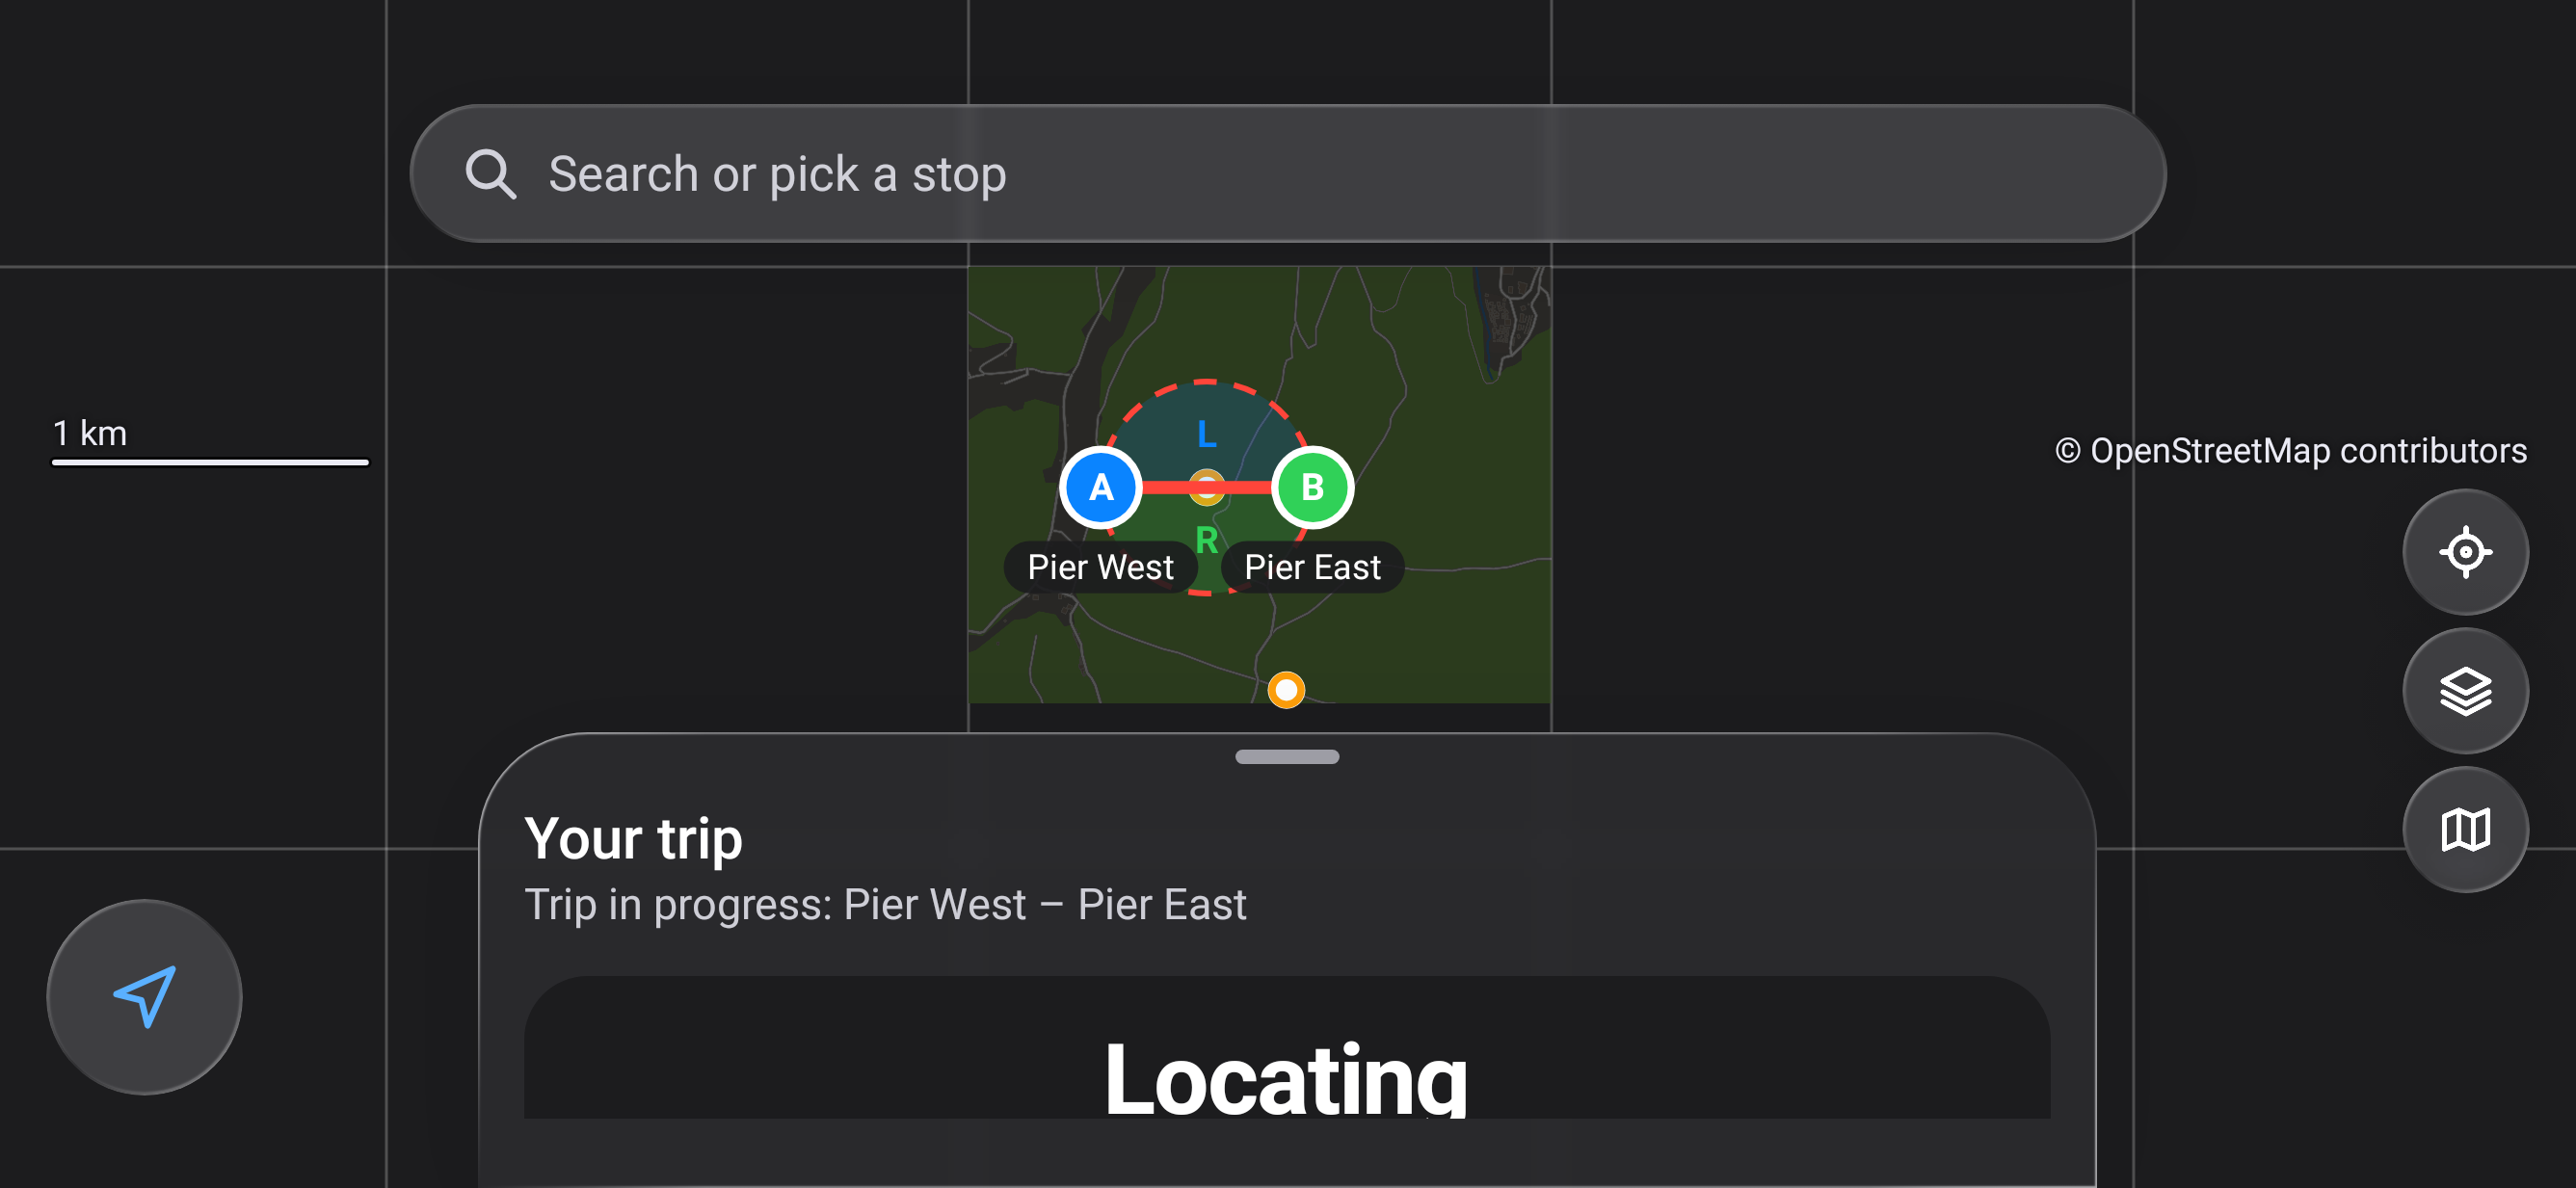 Search or pick a stop
1 km
© OpenStreetMap contributors
L
A
B
R
Pier West
Pier East
Your trip
Trip in progress: Pier West – Pier East
Locating